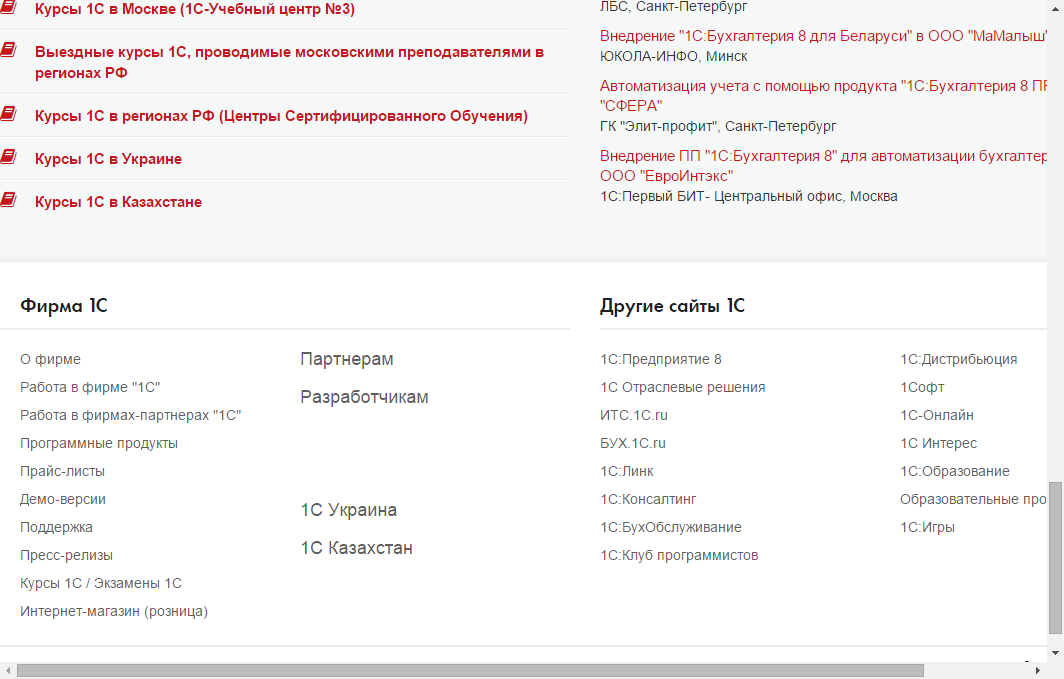 Курсы 1С в Москве (1С-Учебный центр №3)
Выездные курсы 1С, проводимые московскими преподавателями в
регионах РФ
Курсы 1С в регионах РФ (Центры Сертифицированного Обучения)
Курсы 1С в Украине
Курсы 1С в Казахстане
ЛБС, Санкт-Петербург
Внедрение "1С:Бухгалтерия 8 для Беларуси" в ООО "МаМалыш"
ЮКОЛА-ИНФО, Минск
Автоматизация учета с помощью продукта "1С:Бухгалтерия 8
"СФЕРА"
ГК "Элит-профит", Санкт-Петербург
Внедрение ПП "1С:Бухгалтерия 8" для автоматизации бухгалтер
ООО "ЕвроИнтэкс"
1С:Первый БИТ- Центральный офис, Москва
Фирма 1С
О фирме
Работа в фирме "1С"
Работа в фирмах-партнерах "1С"
Программные продукты
Прайс-листы
Демо-версии
Поддержка
Пресс-релизы
Курсы 1С / Экзамены 1С
Интернет-магазин (розница)
Партнерам
Разработчикам
1С Украина
1С Казахстан
Другие сайты 1С
1С:Предприятие 8
1С Отраслевые решения
ИТС.1С.ru
БУХ.1С.ru
1С:Линк
1С:Консалтинг
1С:БухОбслуживание
1С:Клуб программистов
1С:Дистрибьюция
1Софт
1С-Онлайн
1С Интерес
1С:Образование
Образовательные про
1С:Игры